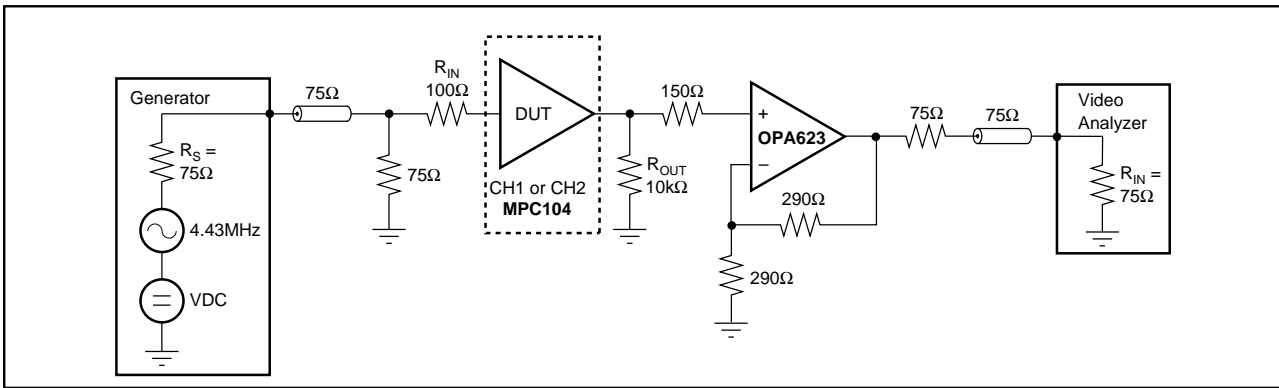 Generator
R_S =
75Ω
4.43MHz
VDC
75Ω
75Ω
R_IN
100Ω
DUT
CH1 or CH2
MPC104
R_OUT
10kΩ
150Ω
+
OPA623
−
290Ω
290Ω
75Ω
75Ω
Video
Analyzer
R_IN =
75Ω